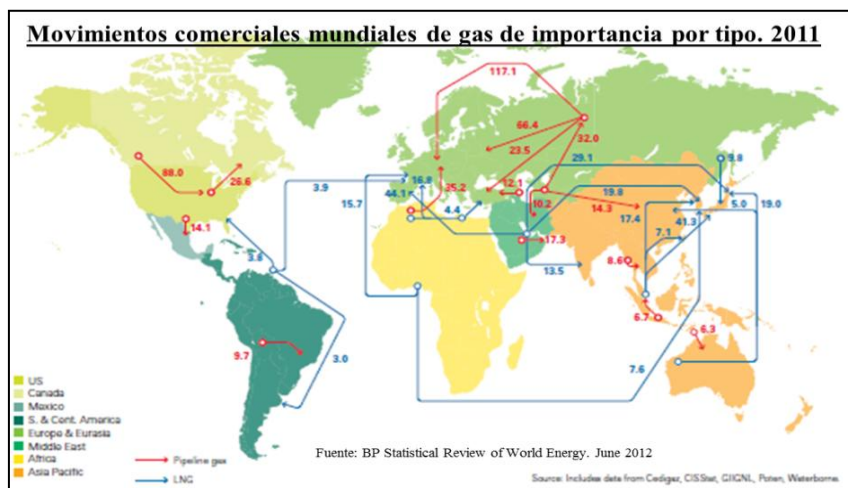 Movimientos comerciales mundiales de gas de importancia por tipo. 2011
117.1
66.4
32.0
23.5
29.1
9.8
88.0
26.6
3.9
16.8
35.2
12.1
44.1
10.2
19.8
5.0
19.0
15.7
4.4
14.3
17.4
41.3
14.1
17.3
7.1
3.6
13.5
8.6
6.7
6.3
9.7
3.0
7.6
US
Canada
Mexico
S. & Cent. America
Europe & Eurasia
Middle East
Africa
Asia Pacific
Pipeline gas
LNG
Fuente: BP Statistical Review of World Energy. June 2012
Source: Includes data from Cedigaz, CISStat, GIIGNL, Poten, Waterborne.